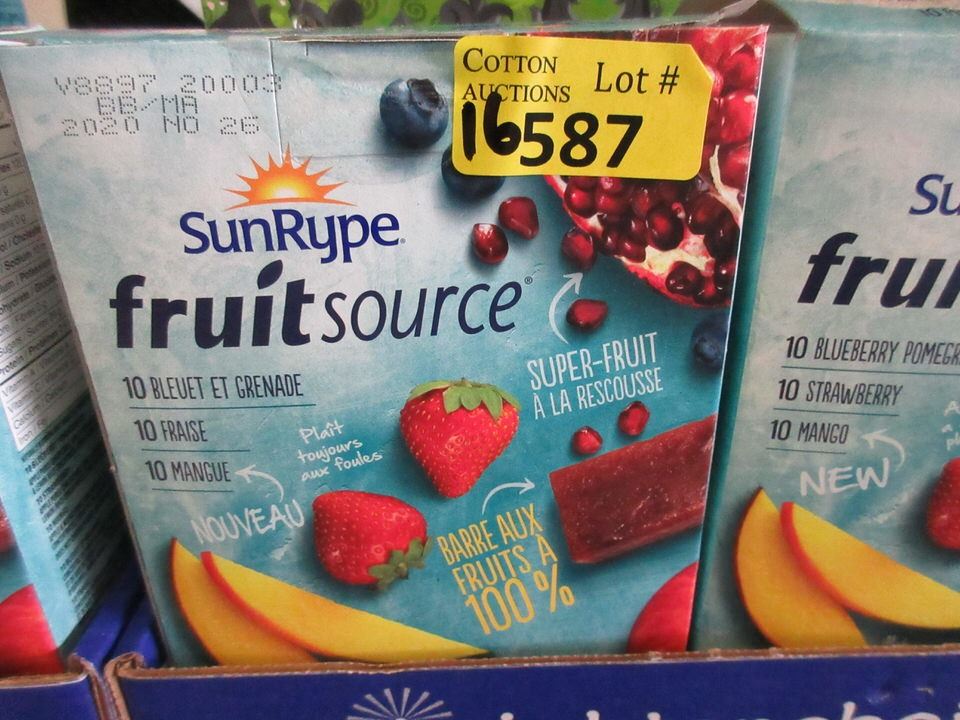 V8897 20003
BB/MA
2020 NO 26
COTTON
AUCTIONS
Lot #
16587
SunRype
fruitsource®
10 BLEUET ET GRENADE
10 FRAISE
10 MANGUE
Plaît
toujours
aux foules
NOUVEAU
SUPER-FRUIT
À LA RESCOUSSE
BARRE AUX
FRUITS À
100 %
Su
frui
10 BLUEBERRY POMEGR
10 STRAWBERRY
10 MANGO
NEW